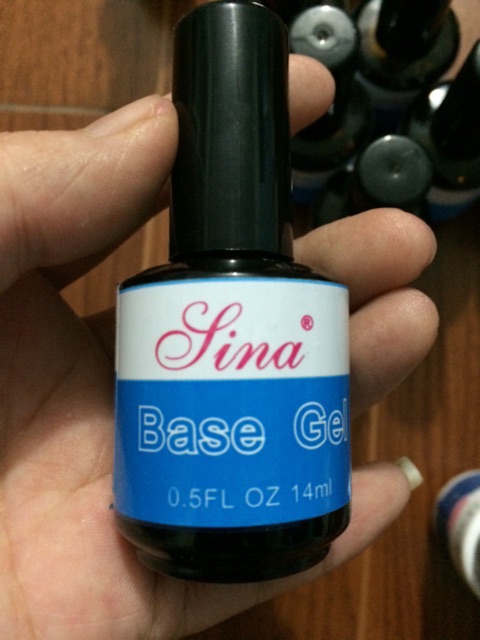 Sina®
Base Gel
0.5FL OZ 14ml